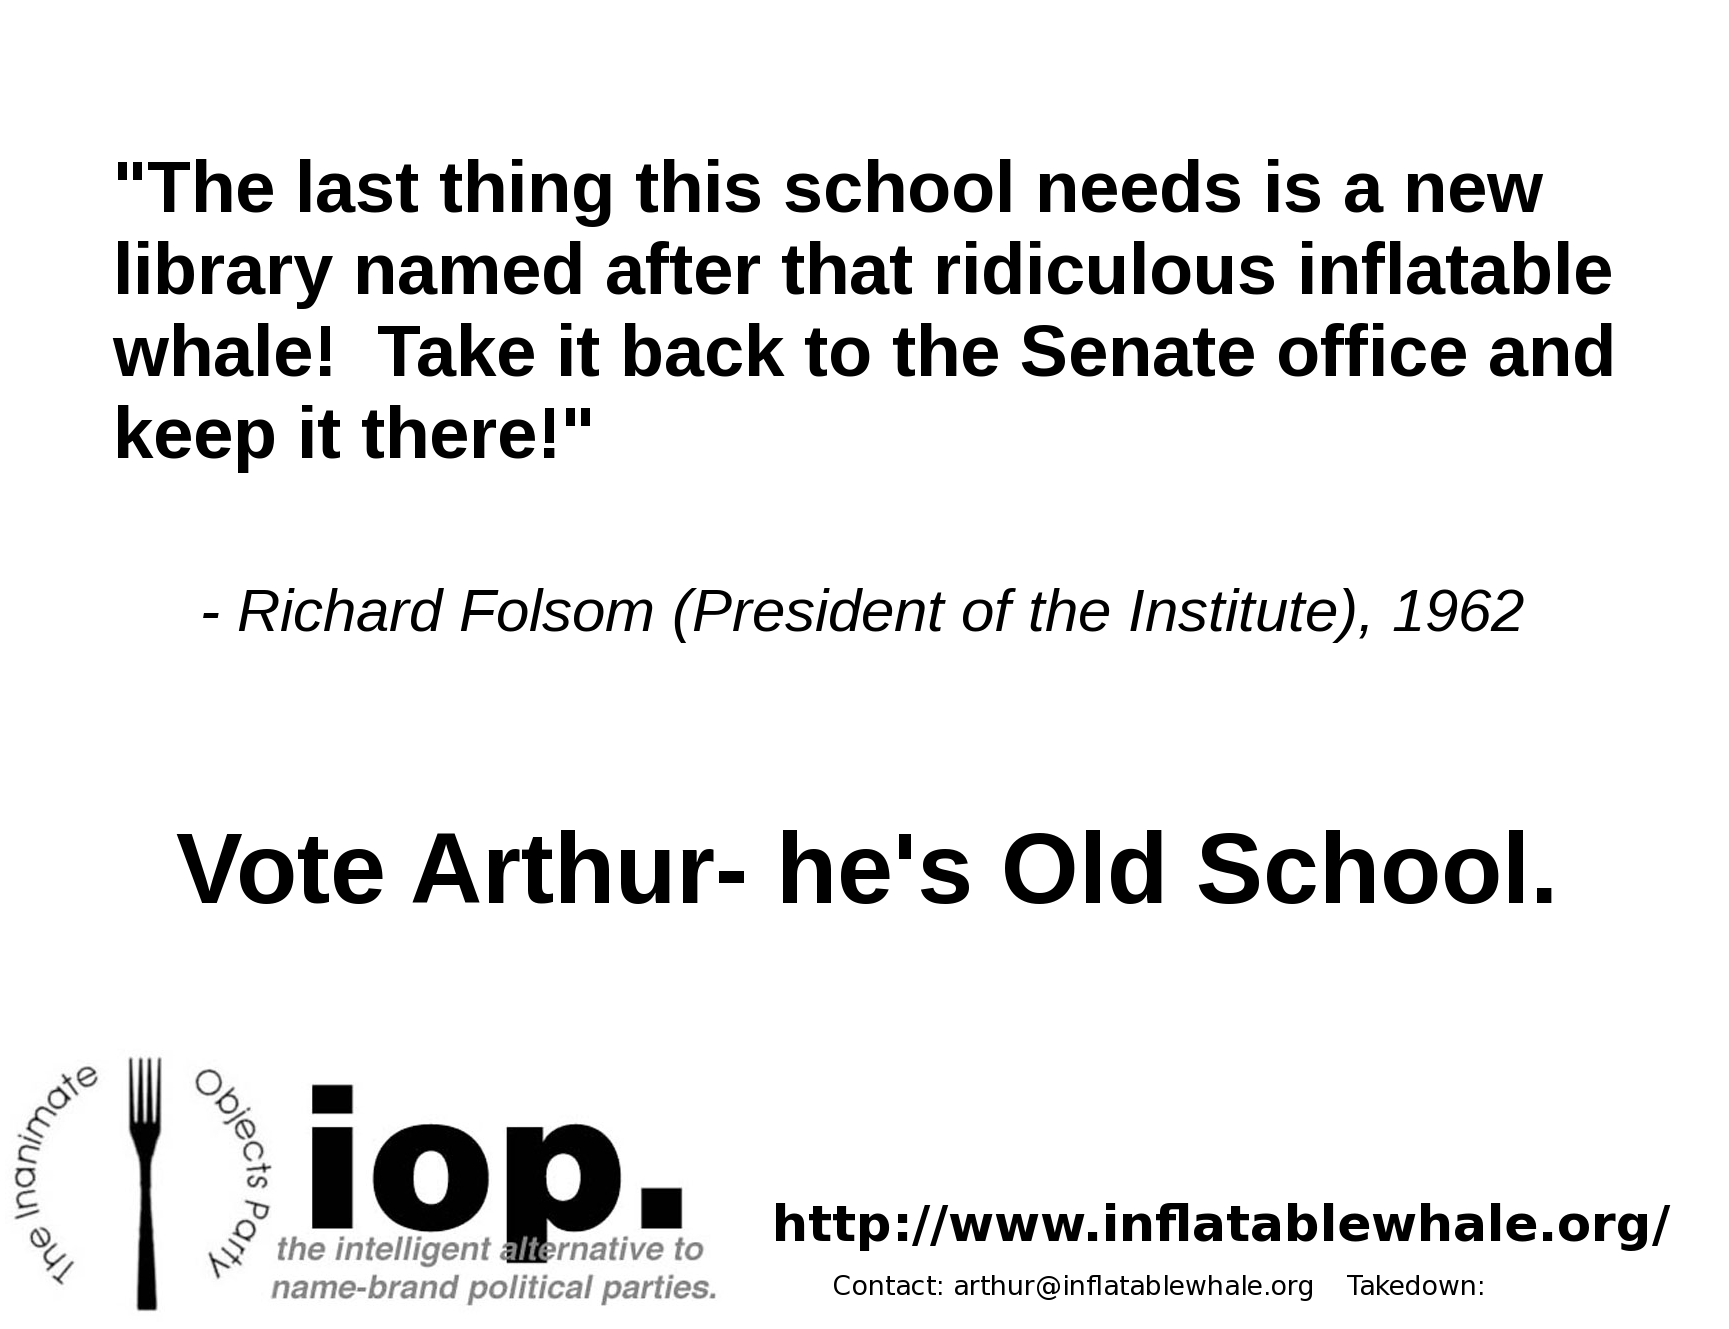 "The last thing this school needs is a new
library named after that ridiculous inflatable
whale!  Take it back to the Senate office and
keep it there!"
- Richard Folsom (President of the Institute), 1962
Vote Arthur- he's Old School.
The Inanimate Objects Party
iop.
the intelligent alternative to
name-brand political parties.
http://www.inflatablewhale.org/
Contact: arthur@inflatablewhale.org    Takedown: